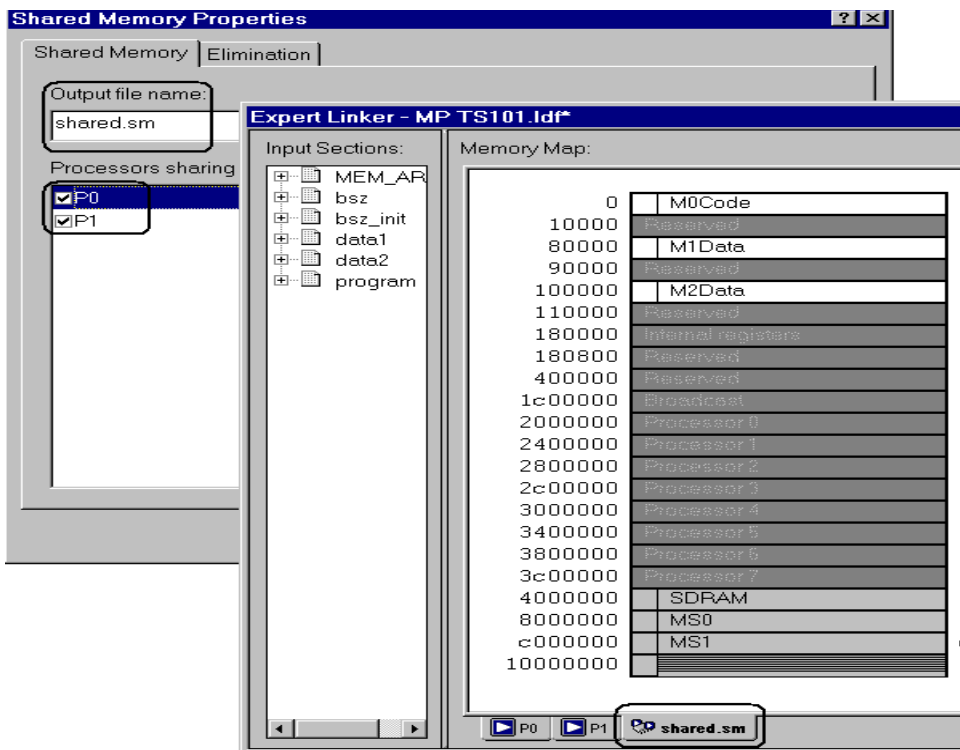 Shared Memory Properties
Shared Memory
Elimination
Output file name:
shared.sm
Processors sharing
P0
P1
Expert Linker - MP TS101.ldf*
Input Sections:
MEM_AR
bsz
bsz_init
data1
data2
program
Memory Map:
0 M0Code
10000 Reserved
80000 M1Data
90000 Reserved
100000 M2Data
110000 Reserved
180000 Internal registers
180800 Reserved
400000 Reserved
1c00000 Broadcast
2000000 Processor 0
2400000 Processor 1
2800000 Processor 2
2c00000 Processor 3
3000000 Processor 4
3400000 Processor 5
3800000 Processor 6
3c00000 Processor 7
4000000 SDRAM
8000000 MS0
c000000 MS1
10000000
P0
P1
shared.sm